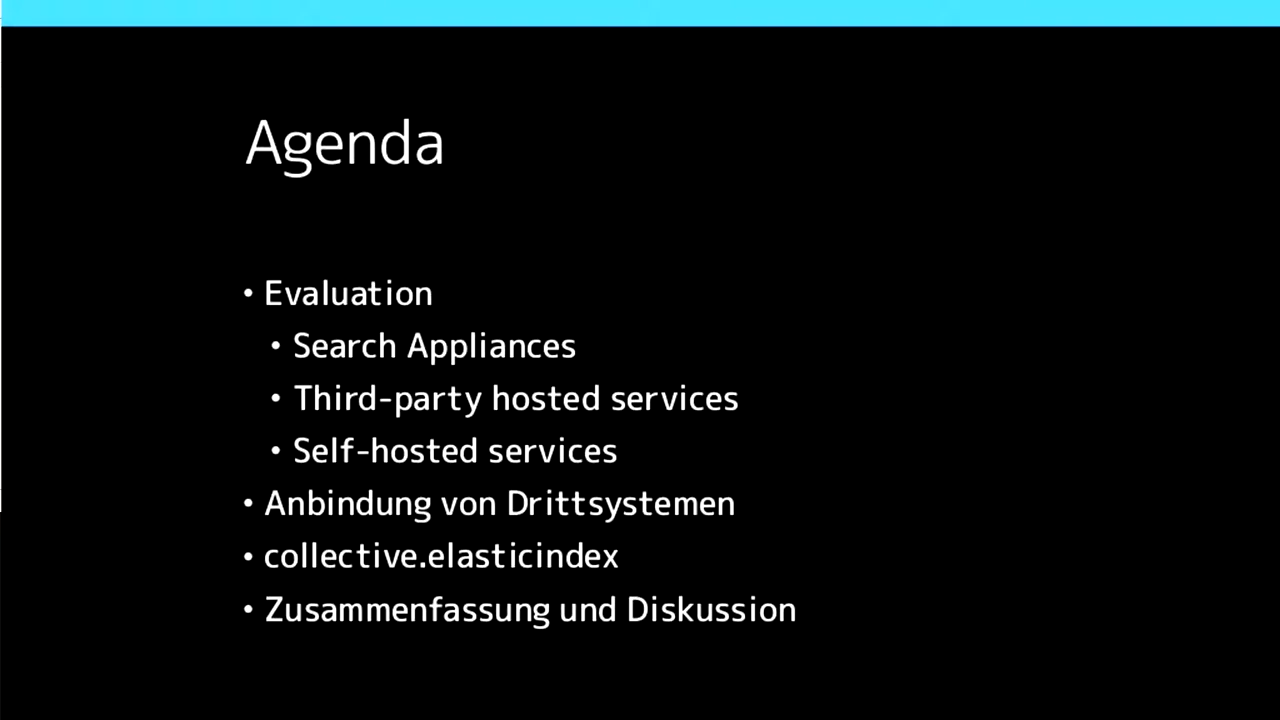 Agenda
• Evaluation
• Search Appliances
• Third-party hosted services
• Self-hosted services
• Anbindung von Drittsystemen
• collective.elasticindex
• Zusammenfassung und Diskussion